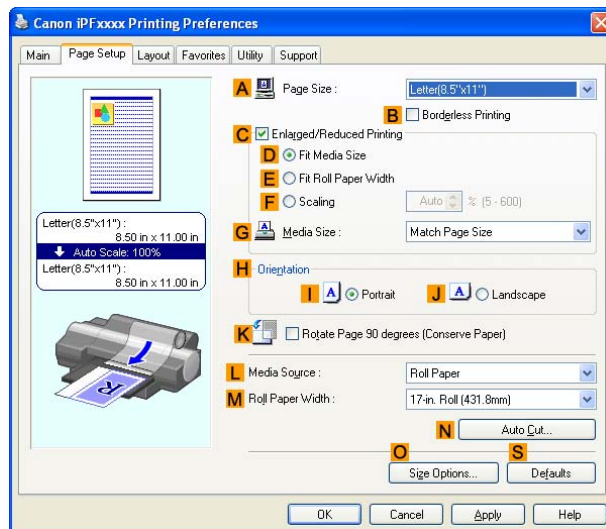 Canon iPFxxxx Printing Preferences
Main Page Setup Layout Favorites Utility Support
A Page Size : Letter(8.5"x11")
B Borderless Printing
C Enlarged/Reduced Printing
D Fit Media Size
E Fit Roll Paper Width
F Scaling Auto % (5 - 600)
G Media Size : Match Page Size
Letter(8.5"x11") :
8.50 in x 11.00 in
Auto Scale: 100%
Letter(8.5"x11") :
8.50 in x 11.00 in
H Orientation
I A Portrait J A Landscape
K Rotate Page 90 degrees (Conserve Paper)
R
L Media Source : Roll Paper
M Roll Paper Width : 17-in. Roll (431.8mm)
N Auto Cut...
O S
Size Options... Defaults
OK Cancel Apply Help